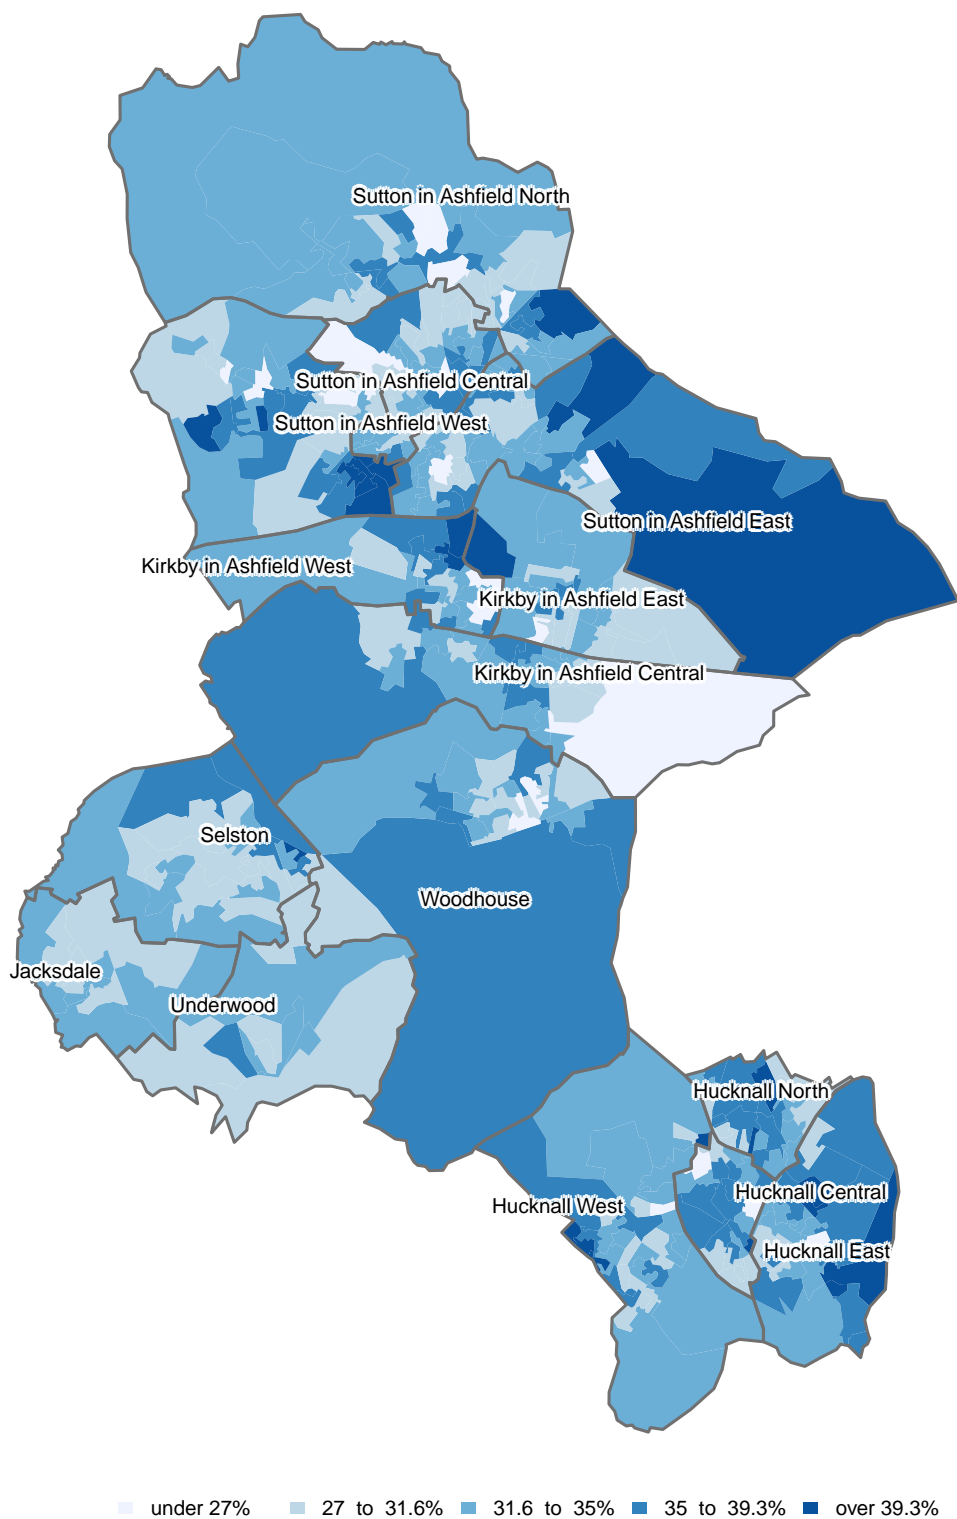 Sutton in Ashfield North
Sutton in Ashfield Central
Sutton in Ashfield West
Sutton in Ashfield East
Kirkby in Ashfield West
Kirkby in Ashfield East
Kirkby in Ashfield Central
Selston
Woodhouse
Jacksdale
Underwood
Hucknall North
Hucknall Central
Hucknall West
Hucknall East
under 27% 27 to 31.6% 31.6 to 35% 35 to 39.3% over 39.3%